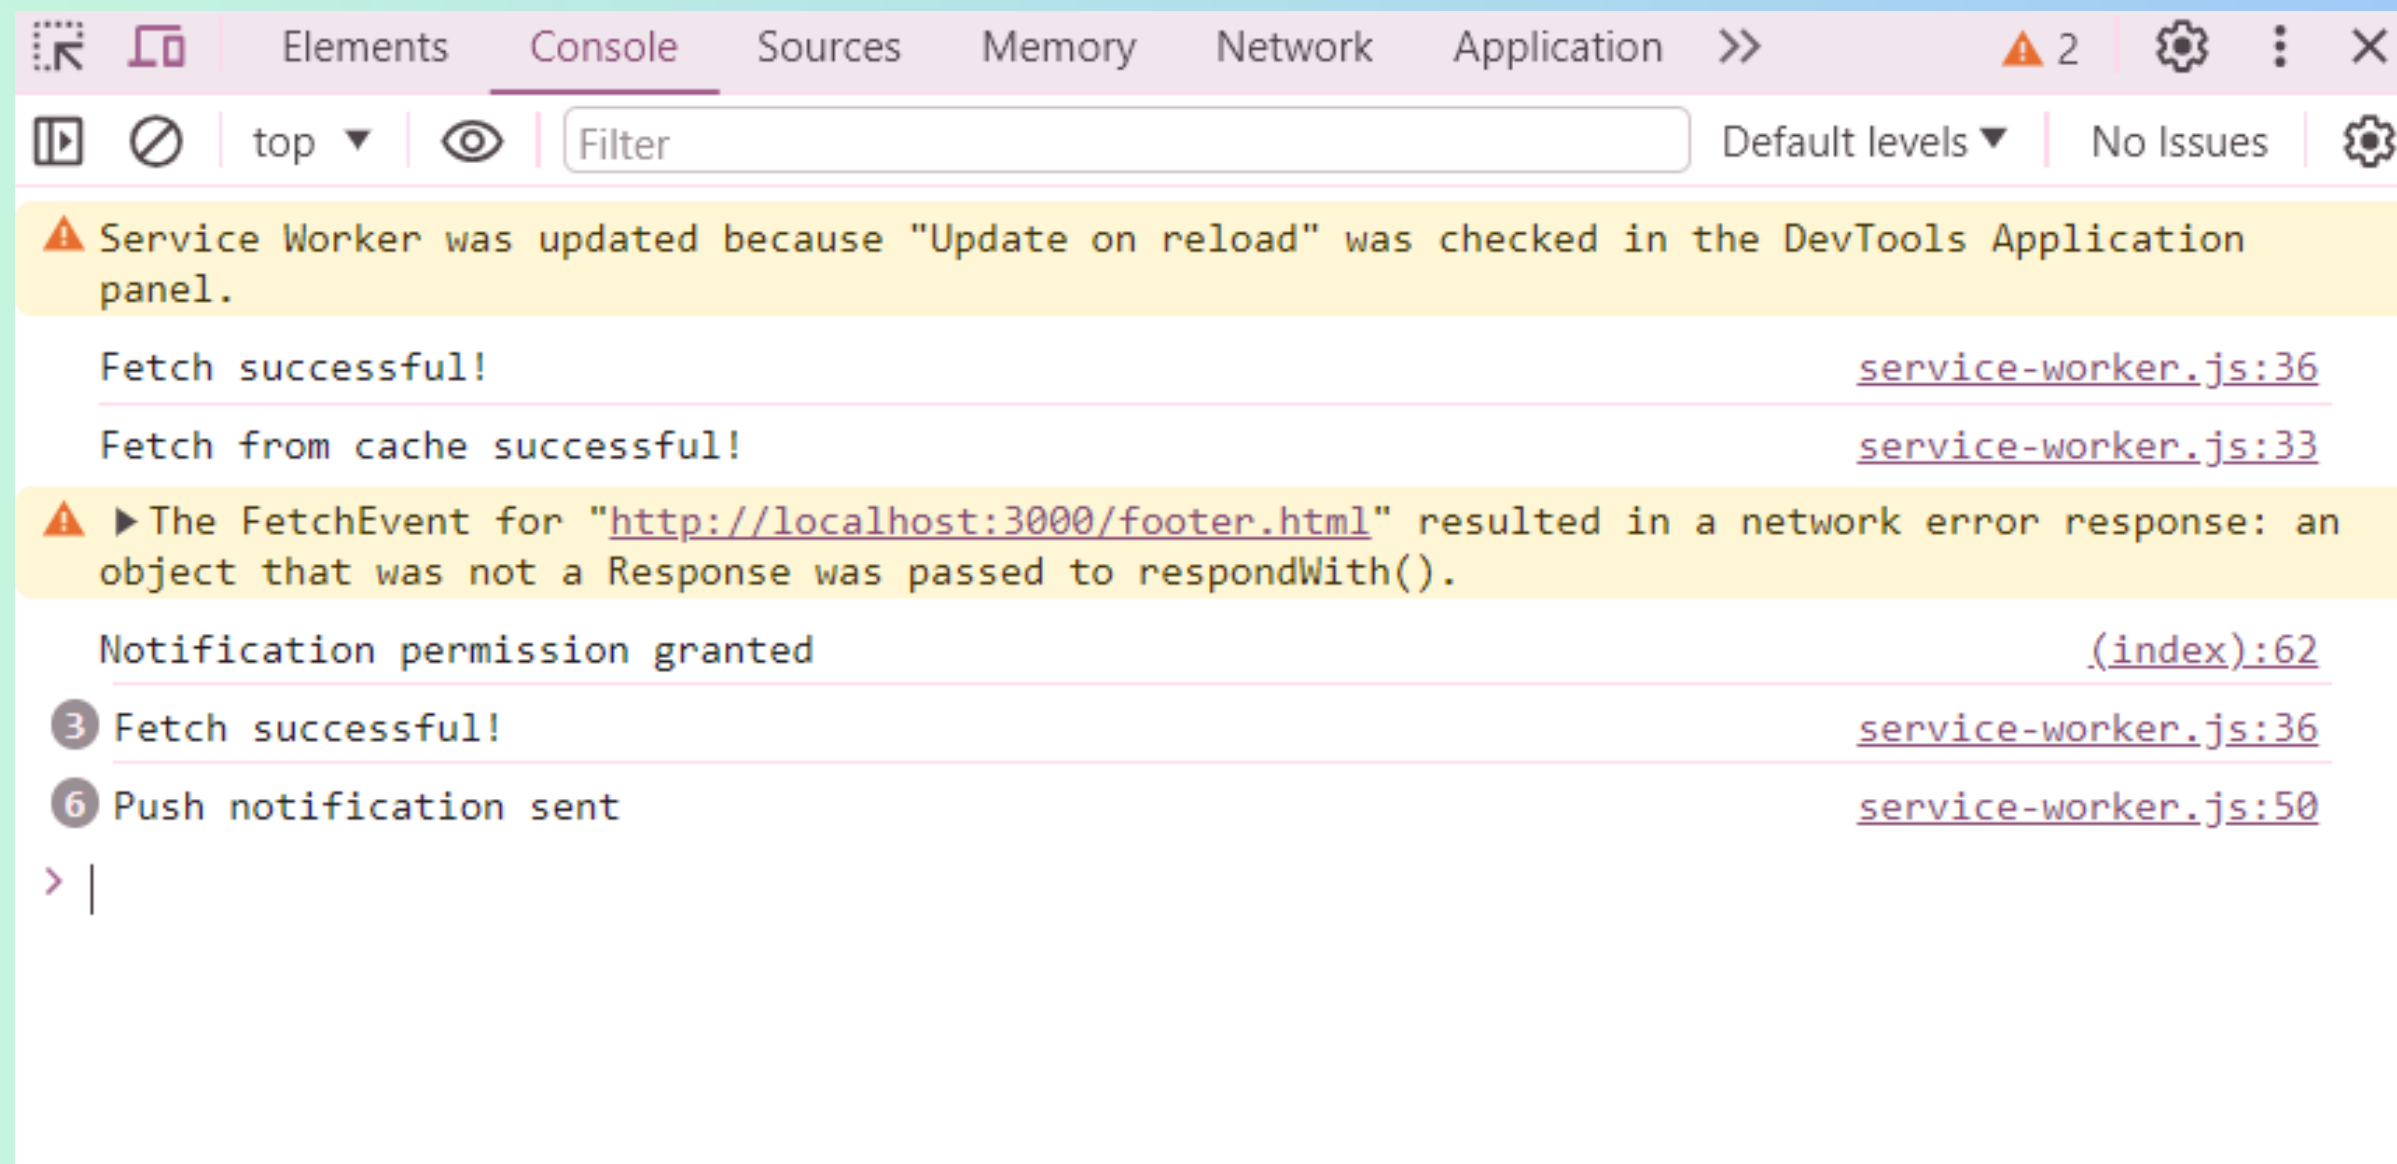 Elements Console Sources Memory Network Application 2
top Filter Default levels No Issues
Service Worker was updated because "Update on reload" was checked in the DevTools Application
panel.
Fetch successful! service-worker.js:36
Fetch from cache successful! service-worker.js:33
The FetchEvent for "http://localhost:3000/footer.html" resulted in a network error response: an
object that was not a Response was passed to respondWith().
Notification permission granted (index):62
3 Fetch successful! service-worker.js:36
6 Push notification sent service-worker.js:50